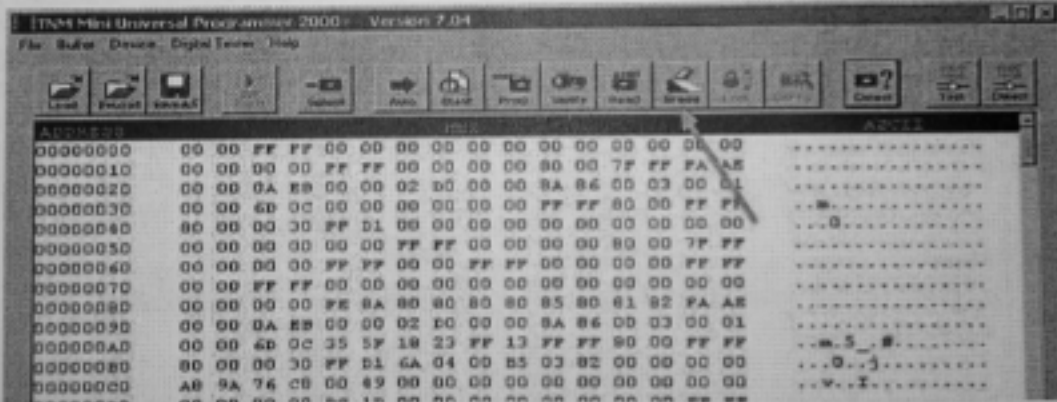 TNM Mini Universal Programmer 2000+ Version 7.04
File Buffer Device Digital Tester Help
Load Reload Save AS Select Auto Blank Prog Verify Read Erase Lock Config Detect Test Detect
ADDRESS HEX ASCII
00000000 00 00 FF FF 00 00 00 00 00 00 00 00 00 00 00 00 ................
00000010 00 00 00 00 FF FF 00 00 00 00 80 00 7F FF FA AE ................
00000020 00 00 0A EB 00 00 02 D0 00 00 8A 86 00 03 00 01 ................
00000030 00 00 6D 0C 00 00 00 00 00 00 FF FF 80 00 FF FF ..m.............
00000040 80 00 00 30 FF D1 00 00 00 00 00 00 00 00 00 00 ...0............
00000050 00 00 00 00 00 00 FF FF 00 00 00 00 80 00 7F FF ................
00000060 00 00 00 00 FF FF 00 00 FF FF 00 00 00 00 FF FF ................
00000070 00 00 FF FF 00 00 00 00 00 00 00 00 00 00 00 00 ................
00000080 00 00 00 00 FE 8A 80 80 80 80 85 80 81 82 FA AE ................
00000090 00 00 0A EB 00 00 02 D0 00 00 8A 86 00 03 00 01 ................
000000A0 00 00 6D 0C 35 5F 18 23 FF 13 FF FF 80 00 FF FF ..m.5_.#........
000000B0 80 00 00 30 FF D1 6A 04 00 B5 03 82 00 00 00 00 ...0..j.........
000000C0 A8 9A 76 C8 00 49 00 00 00 00 00 00 00 00 00 00 ..v..I..........